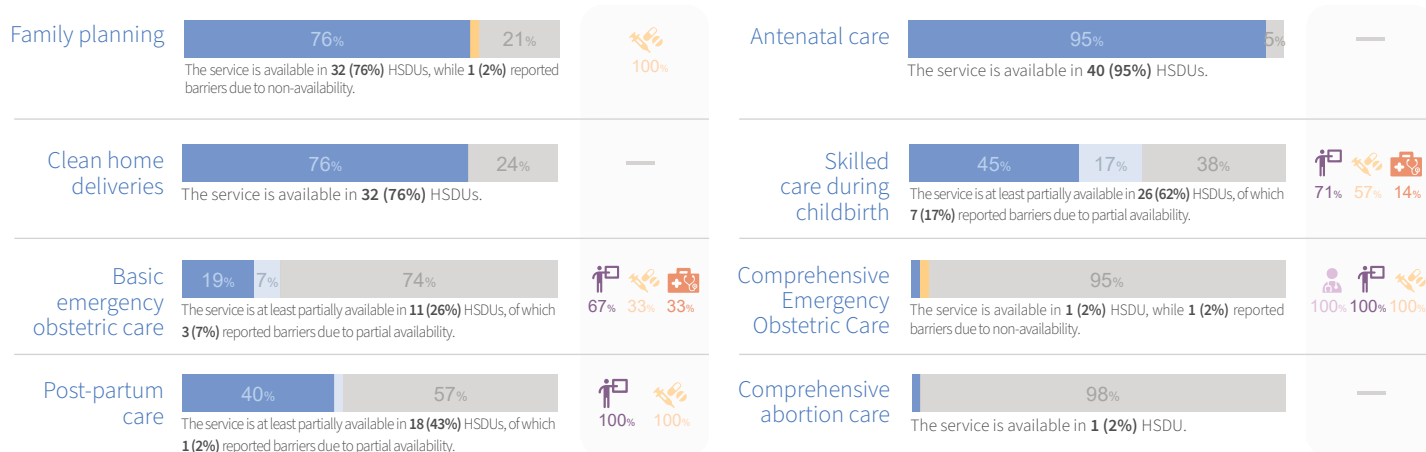 Family planning
76%
21%
The service is available in 32 (76%) HSDUs, while 1 (2%) reported
barriers due to non-availability.
100%
Antenatal care
95%
5%
The service is available in 40 (95%) HSDUs.
Clean home
deliveries
76%
24%
The service is available in 32 (76%) HSDUs.
Skilled
care during
childbirth
45%
17%
38%
The service is at least partially available in 26 (62%) HSDUs, of which
7 (17%) reported barriers due to partial availability.
71%
57%
14%
Basic
emergency
obstetric care
19%
7%
74%
The service is at least partially available in 11 (26%) HSDUs, of which
3 (7%) reported barriers due to partial availability.
67%
33%
33%
Comprehensive
Emergency
Obstetric Care
95%
The service is available in 1 (2%) HSDU, while 1 (2%) reported
barriers due to non-availability.
100%
100%
100%
Post-partum
care
40%
57%
The service is at least partially available in 18 (43%) HSDUs, of which
1 (2%) reported barriers due to partial availability.
100%
100%
Comprehensive
abortion care
98%
The service is available in 1 (2%) HSDU.